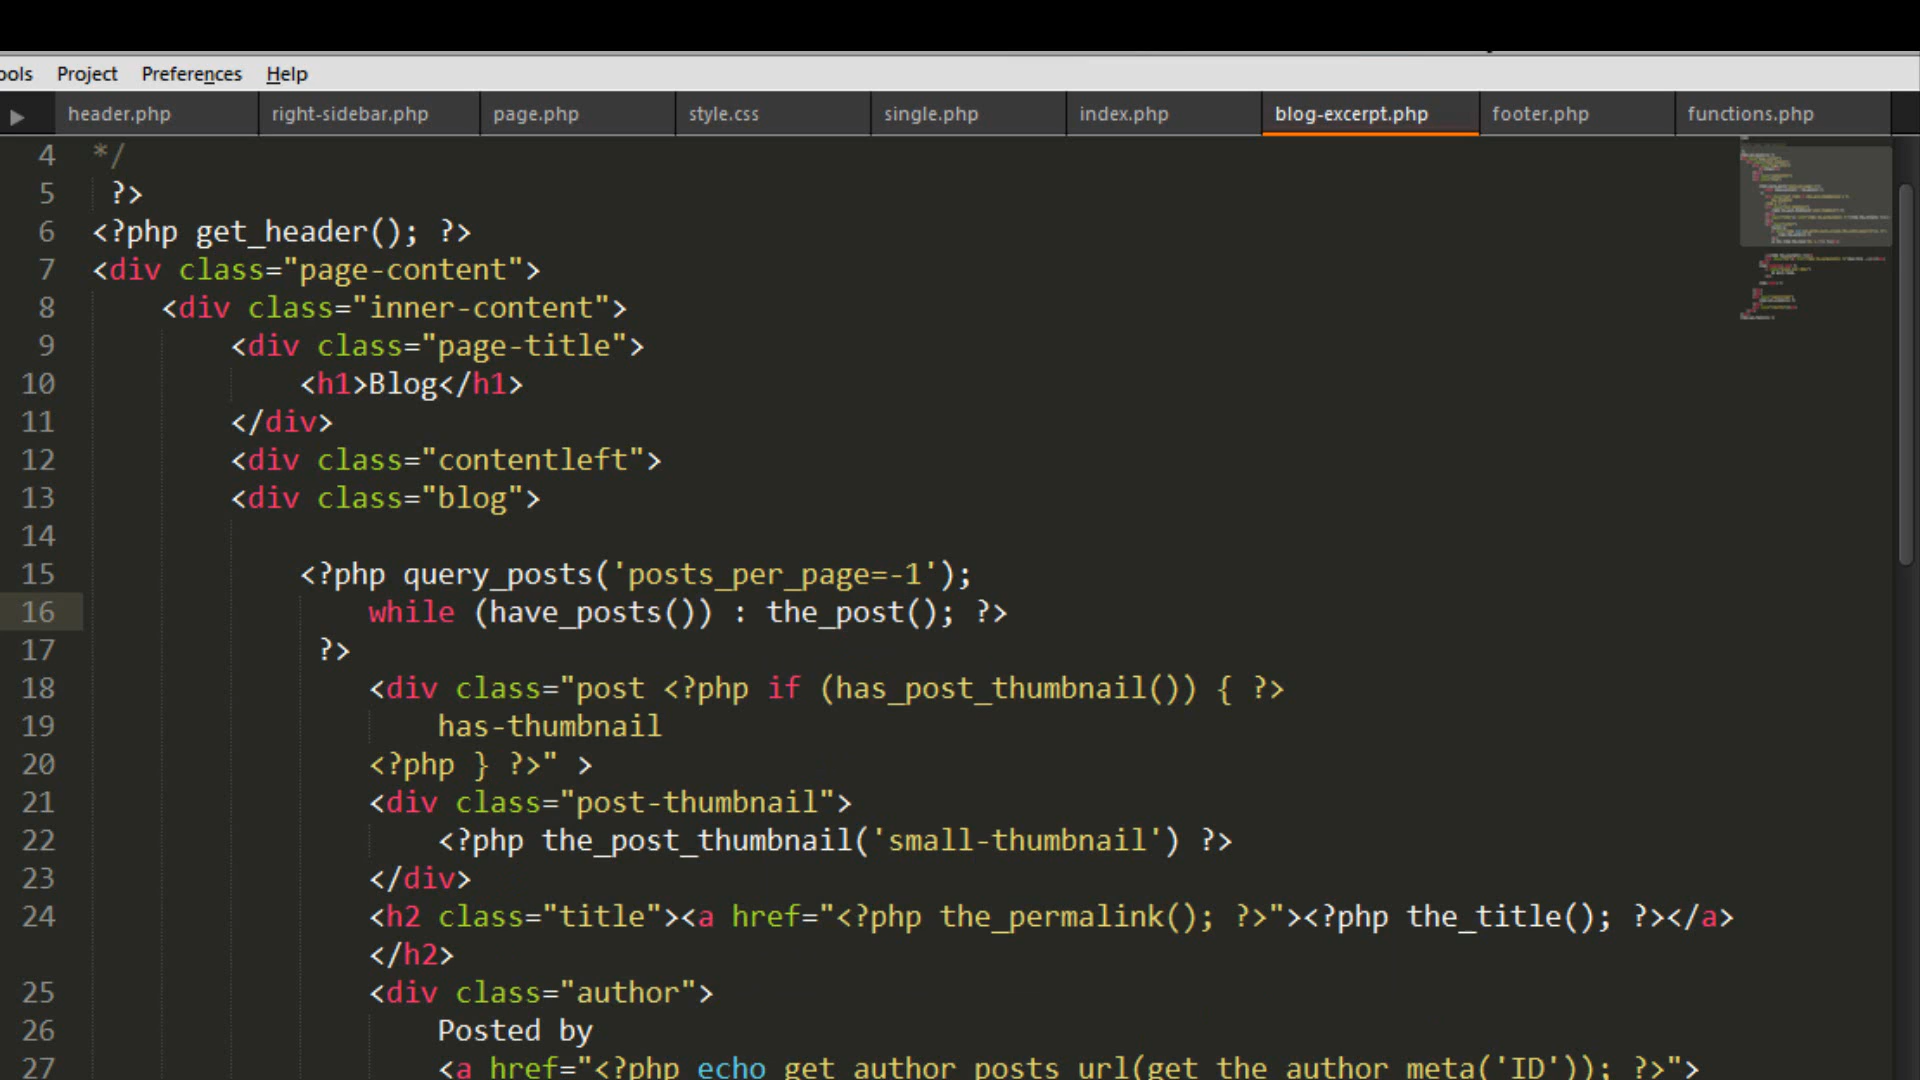 ools Project Preferences Help
header.php right-sidebar.php page.php style.css single.php index.php blog-excerpt.php footer.php functions.php
4 */
5 ?>
6 <?php get_header(); ?>
7 <div class="page-content">
8 <div class="inner-content">
9 <div class="page-title">
10 <h1>Blog</h1>
11 </div>
12 <div class="contentleft">
13 <div class="blog">
14
15 <?php query_posts('posts_per_page=-1');
16 while (have_posts()) : the_post(); ?>
17 ?>
18 <div class="post <?php if (has_post_thumbnail()) { ?>
19 has-thumbnail
20 <?php } ?>" >
21 <div class="post-thumbnail">
22 <?php the_post_thumbnail('small-thumbnail') ?>
23 </div>
24 <h2 class="title"><a href="<?php the_permalink(); ?>"><?php the_title(); ?></a>
</h2>
25 <div class="author">
26 Posted by
27 <a href="<?php echo get_author_posts_url(get_the_author_meta('ID')); ?>">